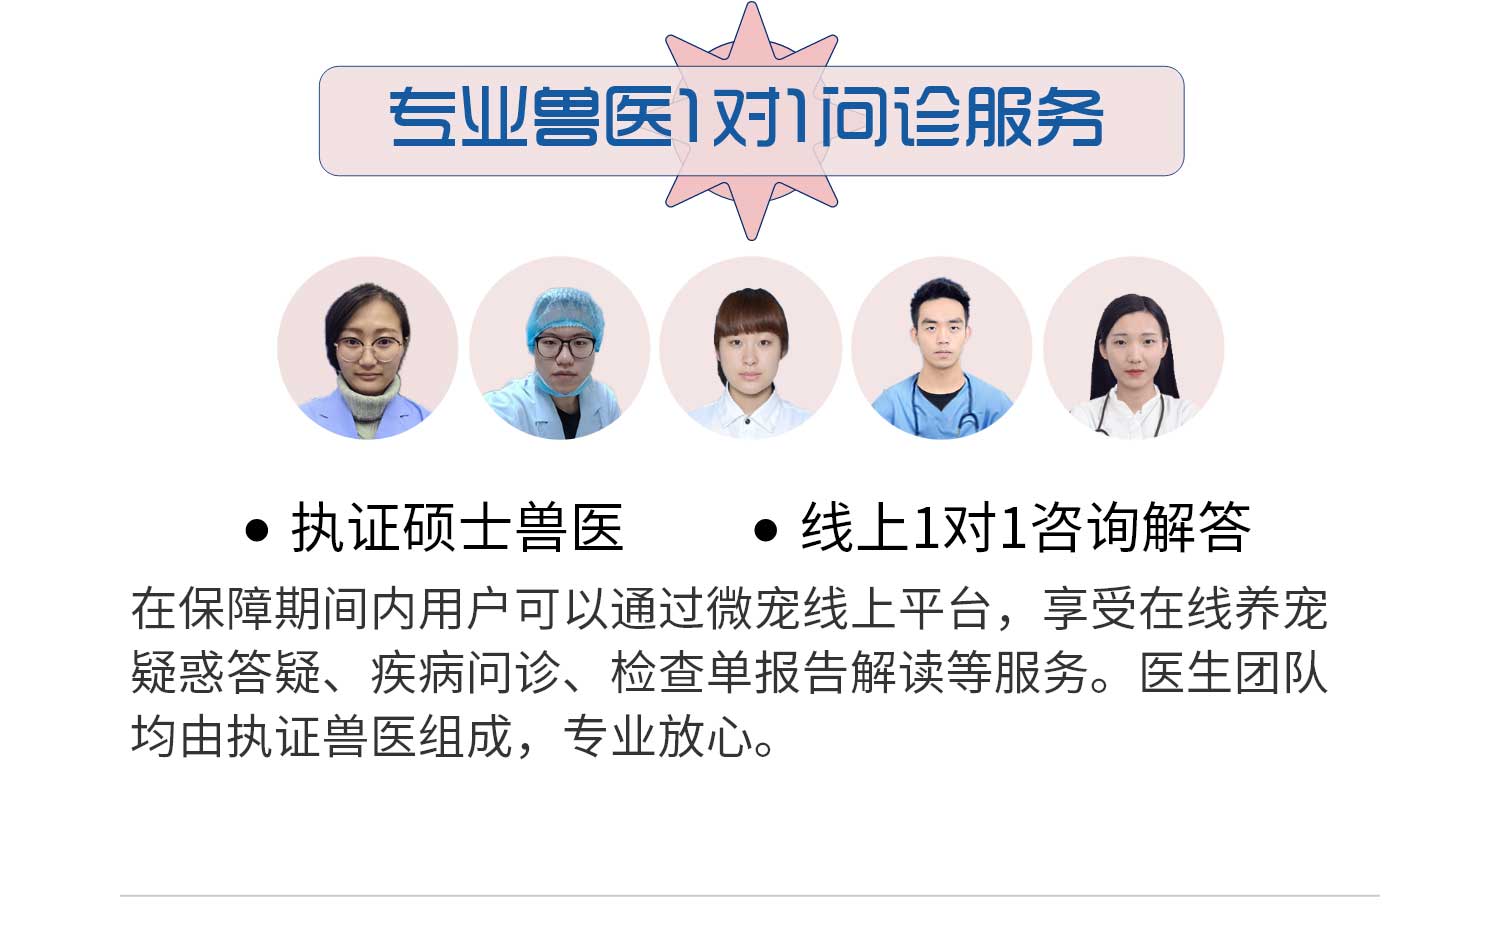 专业兽医1对1问诊服务
● 执证硕士兽医
● 线上1对1咨询解答
在保障期间内用户可以通过微宠线上平台，享受在线养宠
疑惑答疑、疾病问诊、检查单报告解读等服务。医生团队
均由执证兽医组成，专业放心。